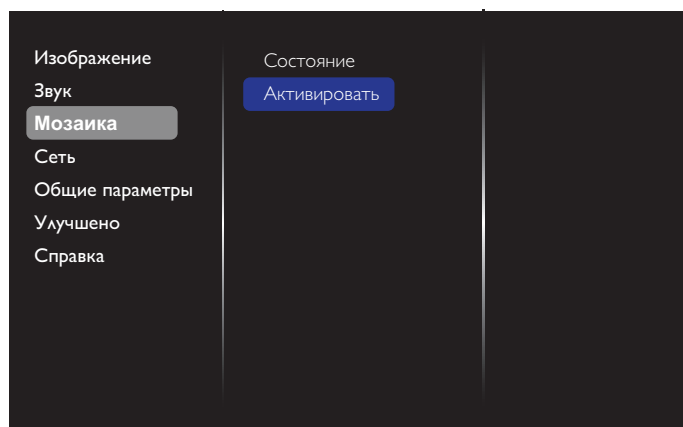 Изображение
Звук
Мозаика
Сеть
Общие параметры
Улучшено
Справка
Состояние
Активировать